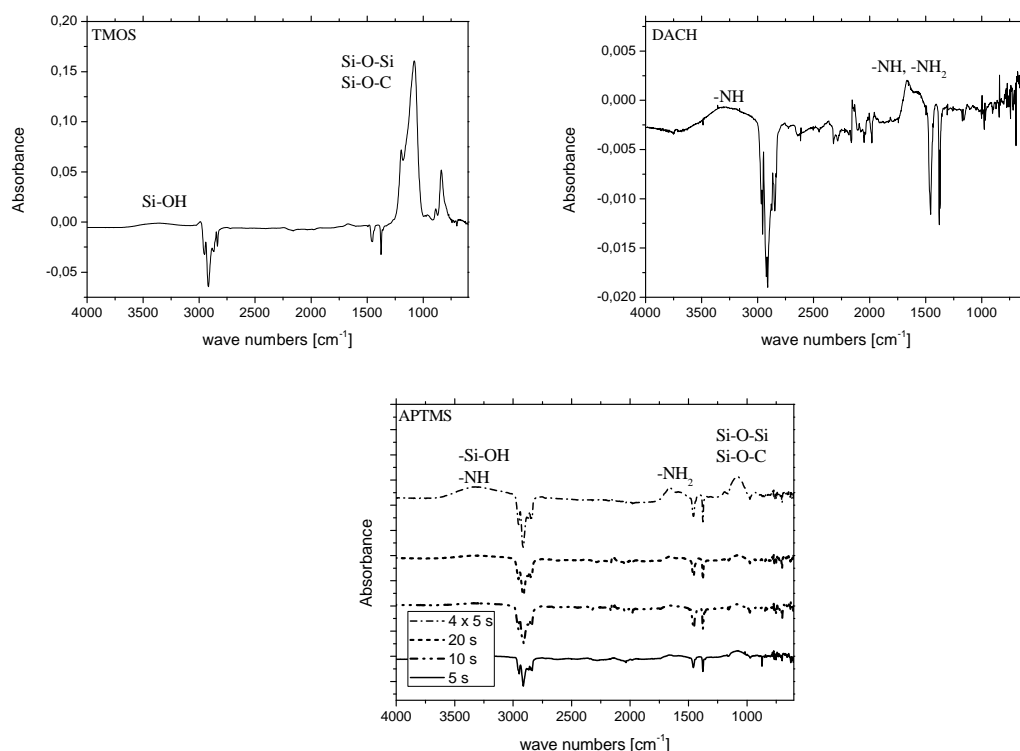 TMOS
0,20
0,15
0,10
0,05
0,00
-0,05
Absorbance
Si-O-Si
Si-O-C
Si-OH
4000 3000 2000 1000
wave numbers [cm⁻¹]
DACH
0,005
0,000
-0,005
-0,010
-0,015
-0,020
Absorbance
-NH
-NH, -NH₂
4000 3500 3000 2500 2000 1500 1000
wave numbers [cm⁻¹]
APTMS
Absorbance
-Si-OH
-NH
-NH₂
Si-O-Si
Si-O-C
4 x 5 s
20 s
10 s
5 s
4000 3500 3000 2500 2000 1500 1000
wave numbers [cm⁻¹]